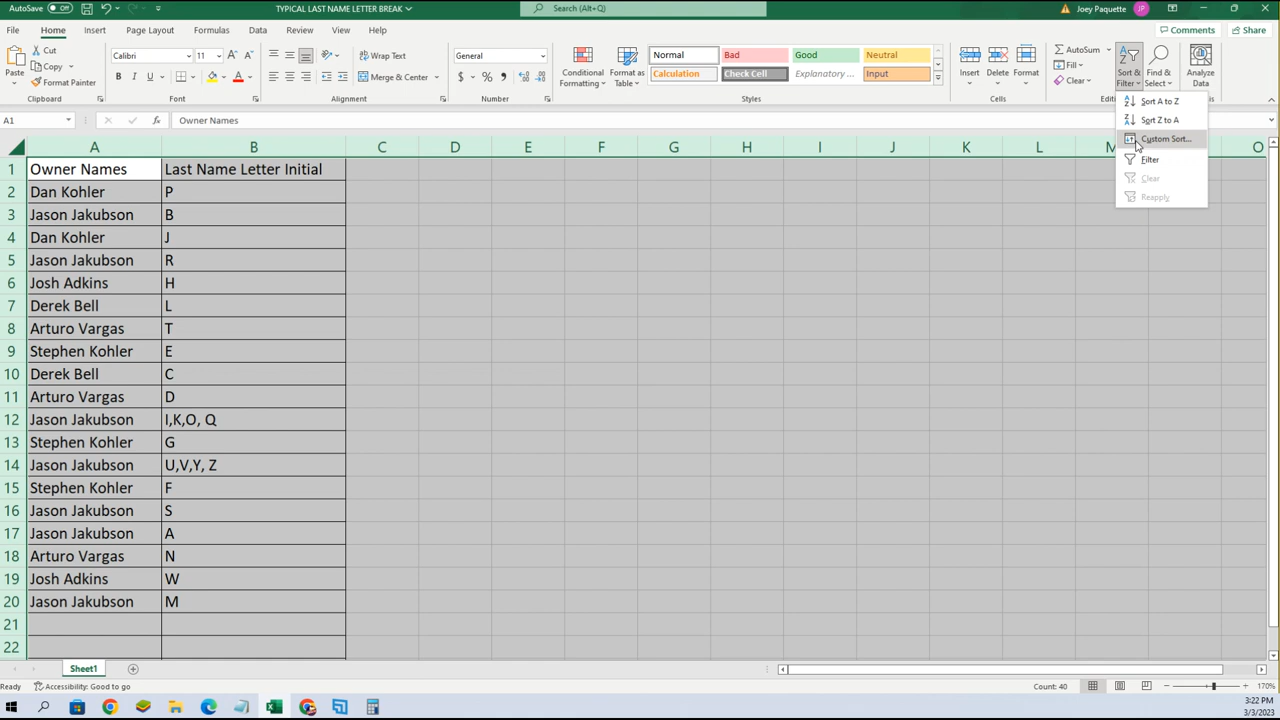 AutoSave Off TYPICAL LAST NAME LETTER BREAK Search (Alt+Q) Joey Paquette JP
File Home Insert Page Layout Formulas Data Review View Help Comments Share
Paste Cut Copy Format Painter Clipboard
Calibri 11 B I U A A A Font
Wrap Text Merge & Center Alignment
General $ % , Number
Conditional Formatting Format as Table Normal Bad Good Neutral Calculation Check Cell Explanatory ... Input Styles
Insert Delete Format Cells
AutoSum Fill Clear Sort & Filter Find & Select Editi
Analyze Data
Sort A to Z
Sort Z to A
Custom Sort...
Filter
Clear
Reapply
A1 fx Owner Names
A B C D E F G H I J K L M O
1 Owner Names Last Name Letter Initial
2 Dan Kohler P
3 Jason Jakubson B
4 Dan Kohler J
5 Jason Jakubson R
6 Josh Adkins H
7 Derek Bell L
8 Arturo Vargas T
9 Stephen Kohler E
10 Derek Bell C
11 Arturo Vargas D
12 Jason Jakubson I,K,O, Q
13 Stephen Kohler G
14 Jason Jakubson U,V,Y, Z
15 Stephen Kohler F
16 Jason Jakubson S
17 Jason Jakubson A
18 Arturo Vargas N
19 Josh Adkins W
20 Jason Jakubson M
21
22
Sheet1
Ready Accessibility: Good to go Count: 40 170%
3:22 PM
3/3/2023